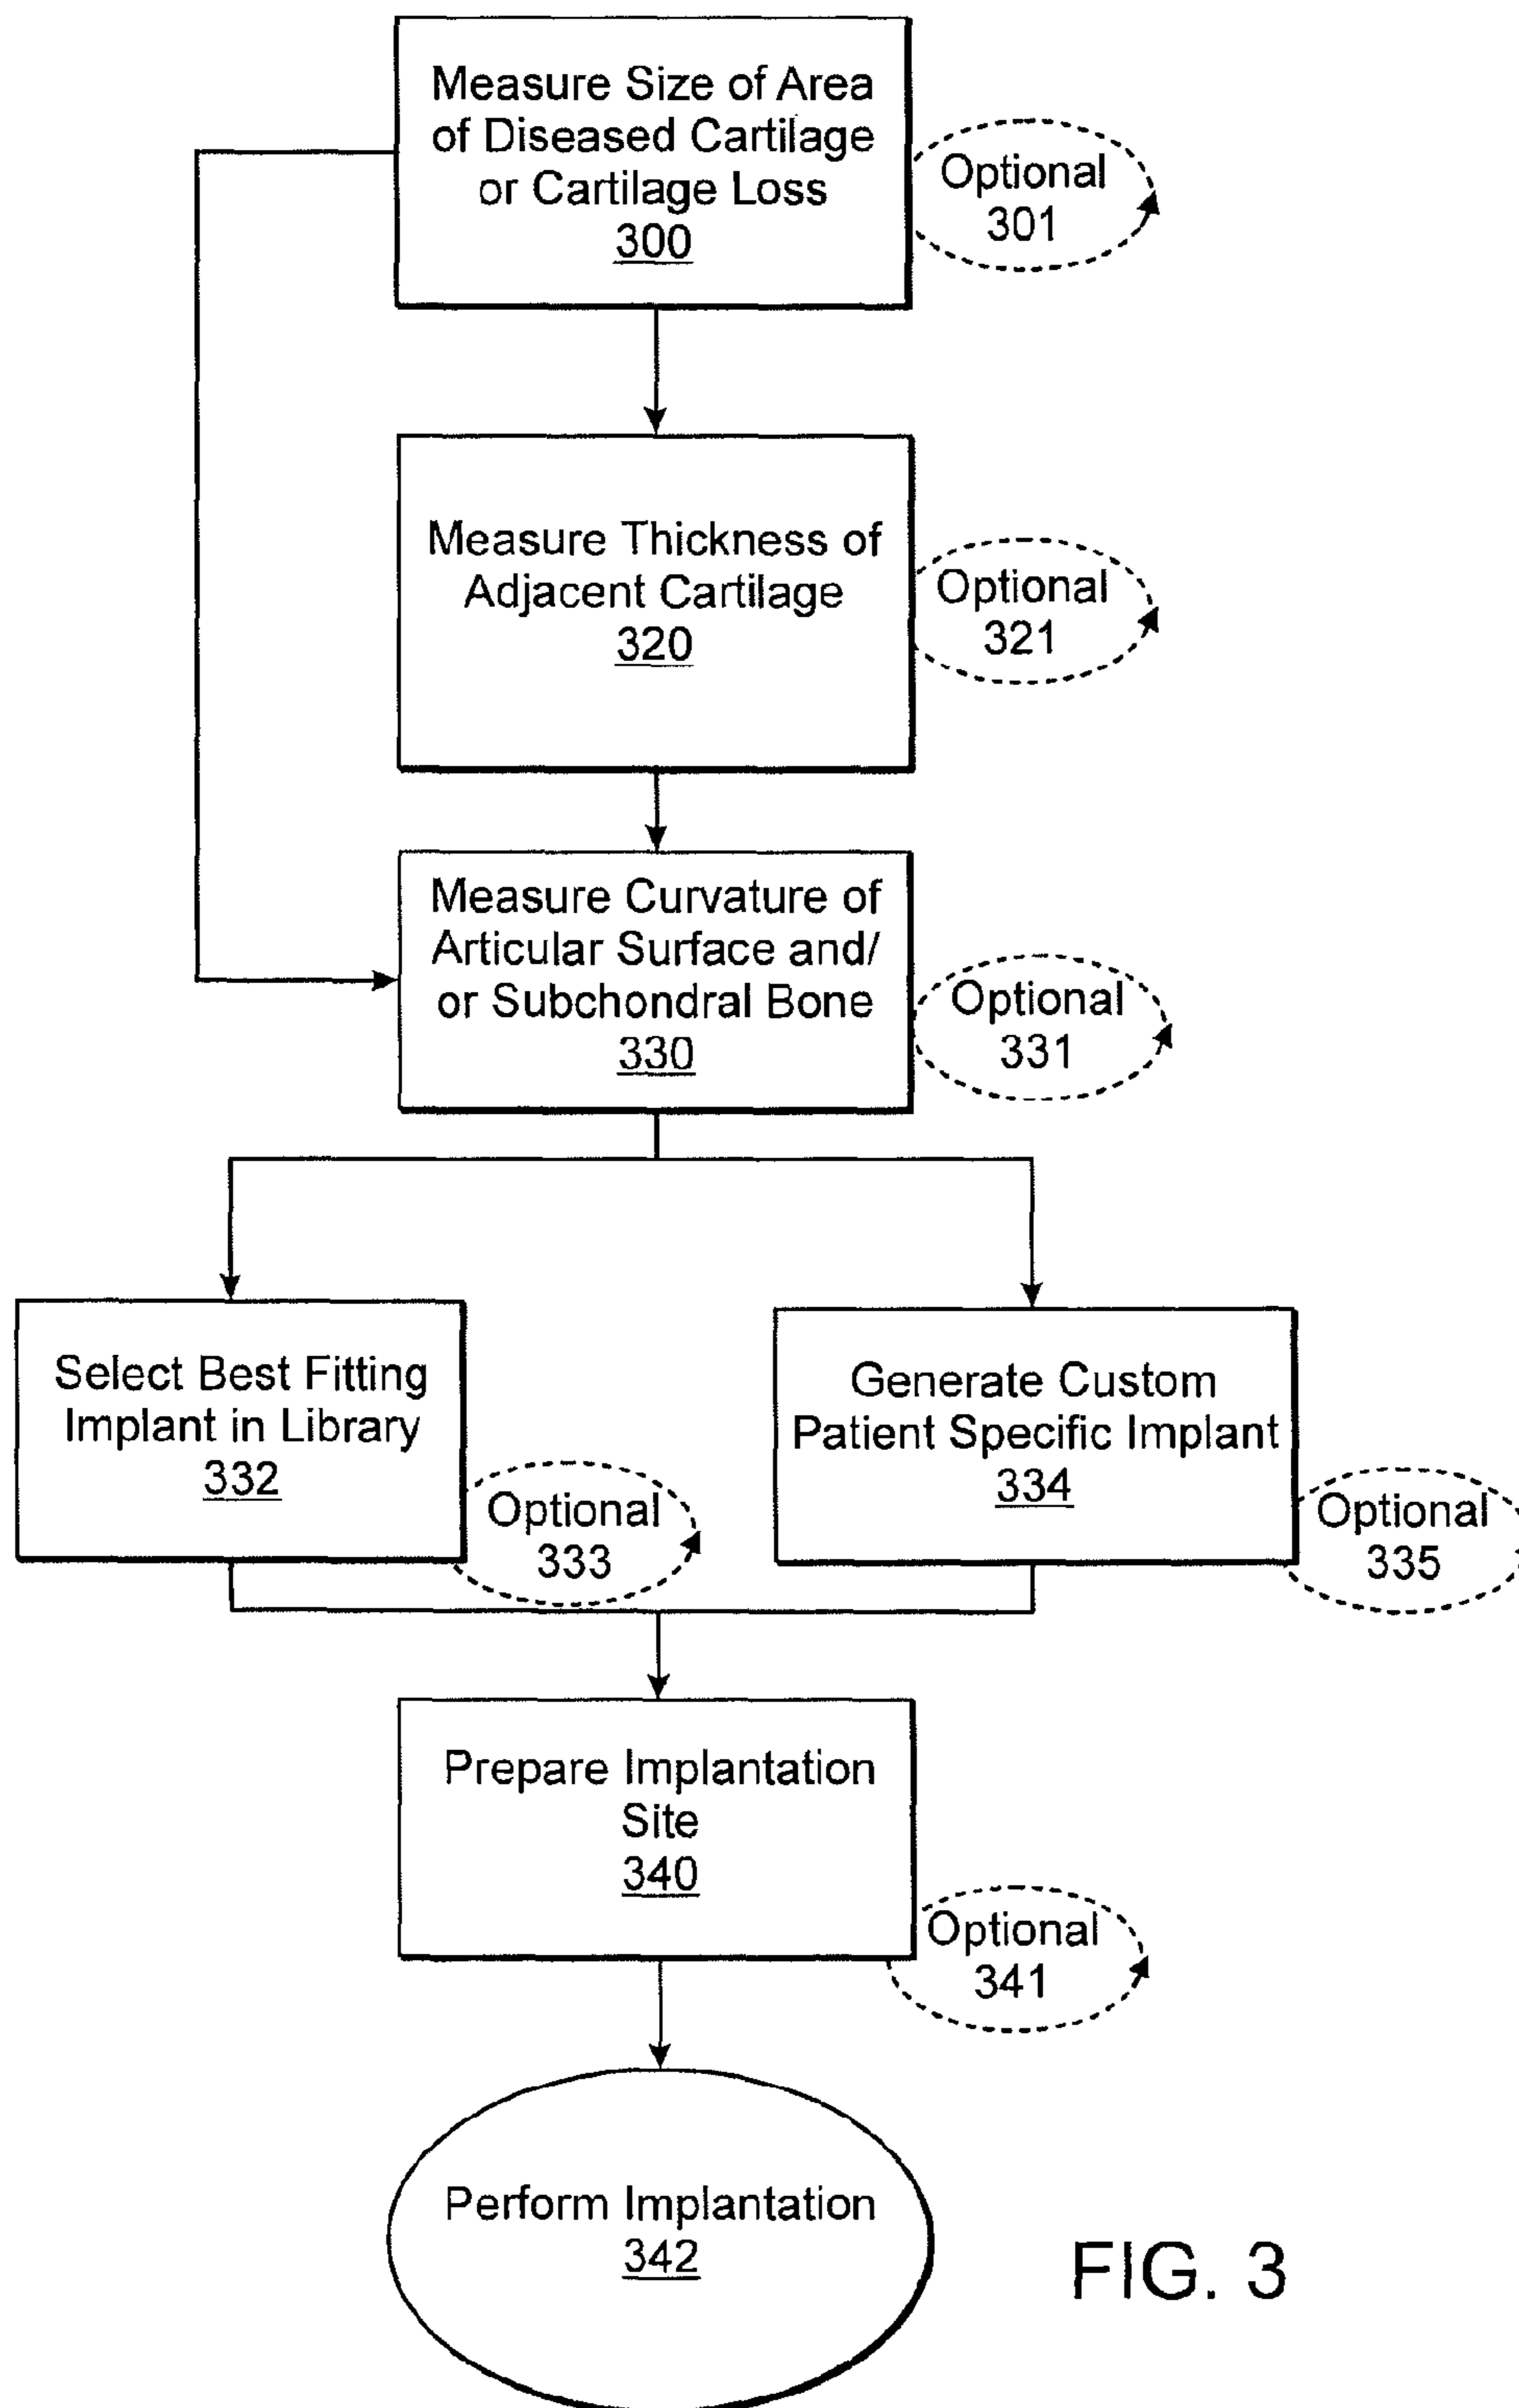 Measure Size of Area
of Diseased Cartilage
or Cartilage Loss
300
Optional
301
Measure Thickness of
Adjacent Cartilage
320
Optional
321
Measure Curvature of
Articular Surface and/
or Subchondral Bone
330
Optional
331
Select Best Fitting
Implant in Library
332
Optional
333
Generate Custom
Patient Specific Implant
334
Optional
335
Prepare Implantation
Site
340
Optional
341
Perform Implantation
342
FIG. 3